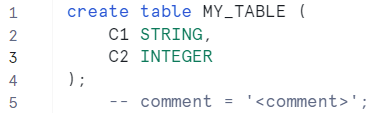 1 create table MY_TABLE (
2     C1 STRING,
3     C2 INTEGER
4 );
5     -- comment = '<comment>';